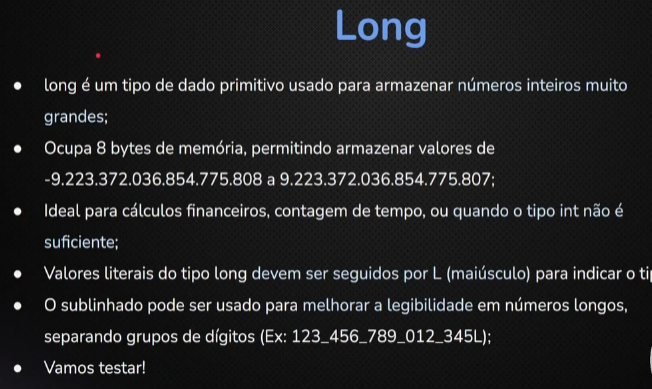 Long
• long é um tipo de dado primitivo usado para armazenar números inteiros muito
grandes;
• Ocupa 8 bytes de memória, permitindo armazenar valores de
-9.223.372.036.854.775.808 a 9.223.372.036.854.775.807;
• Ideal para cálculos financeiros, contagem de tempo, ou quando o tipo int não é
suficiente;
• Valores literais do tipo long devem ser seguidos por L (maiúsculo) para indicar o
• O sublinhado pode ser usado para melhorar a legibilidade em números longos,
separando grupos de dígitos (Ex: 123_456_789_012_345L);
• Vamos testar!